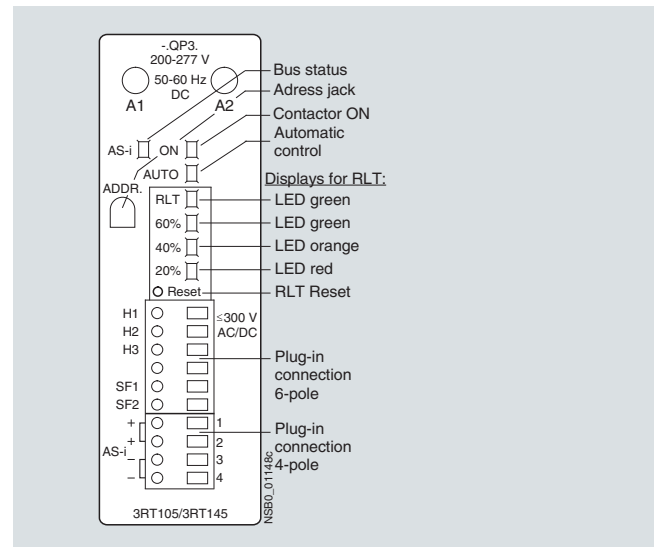 -.QP3.
200-277 V
50-60 Hz
DC
A1
A2
Bus status
Adress jack
Contactor ON
Automatic
control
AS-i
ON
AUTO
ADDR.
Displays for RLT:
RLT
LED green
60%
LED green
40%
LED orange
20%
LED red
Reset
RLT Reset
H1
≤300 V
H2
AC/DC
H3
Plug-in
connection
6-pole
SF1
SF2
+
1
+
2
AS-i
–
3
–
4
Plug-in
connection
4-pole
3RT105/3RT145
NSB0_01148c